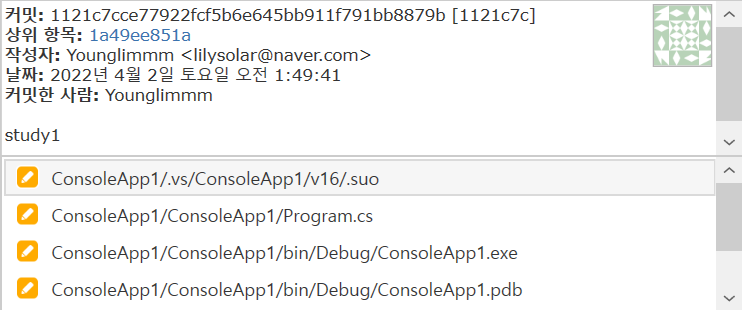 커밋: 1121c7cce77922fcf5b6e645bb911f791bb8879b [1121c7c]
상위 항목: 1a49ee851a
작성자: Younglimmm <lilysolar@naver.com>
날짜: 2022년 4월 2일 토요일 오전 1:49:41
커밋한 사람: Younglimmm
study1
ConsoleApp1/.vs/ConsoleApp1/v16/.suo
ConsoleApp1/ConsoleApp1/Program.cs
ConsoleApp1/ConsoleApp1/bin/Debug/ConsoleApp1.exe
ConsoleApp1/ConsoleApp1/bin/Debug/ConsoleApp1.pdb